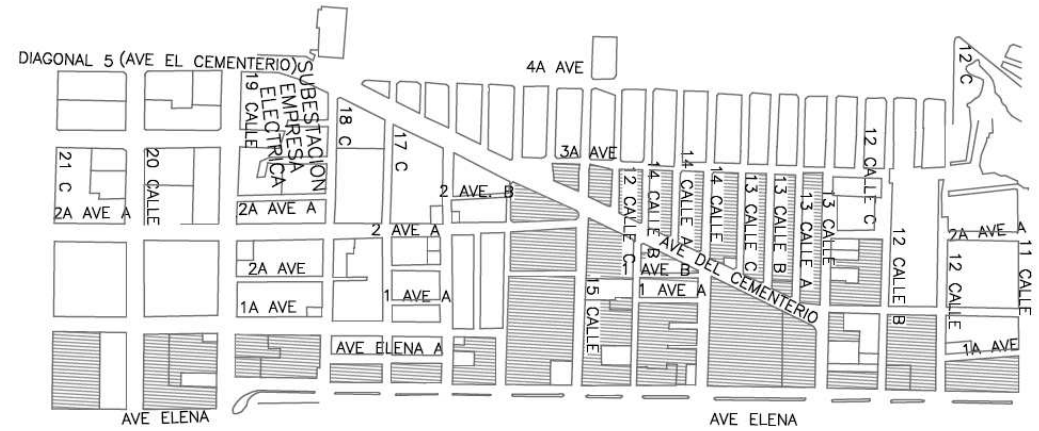 DIAGONAL 5 (AVE EL CEMENTERIO)
4A AVE
12 C
SUBESTACION
EMPRESA
ELECTRICA
19 CALLE
18 C
17 C
3A AVE
21 C
20 CALLE
2A AVE A
2A AVE A
2 AVE. B
2 AVE A
12 CALLE C
14 CALLE B
14 CALLE A
14 CALLE
13 CALLE C
13 CALLE B
13 CALLE A
13 CALLE
12 CALLE C
12 CALLE B
12 CALLE
2A AVE A
11 CALLE
2A AVE
1A AVE
1 AVE A
AVE DEL CEMENTERIO
1 AVE B
1 AVE A
15 CALLE
AVE ELENA A
1A AVE
AVE ELENA
AVE ELENA